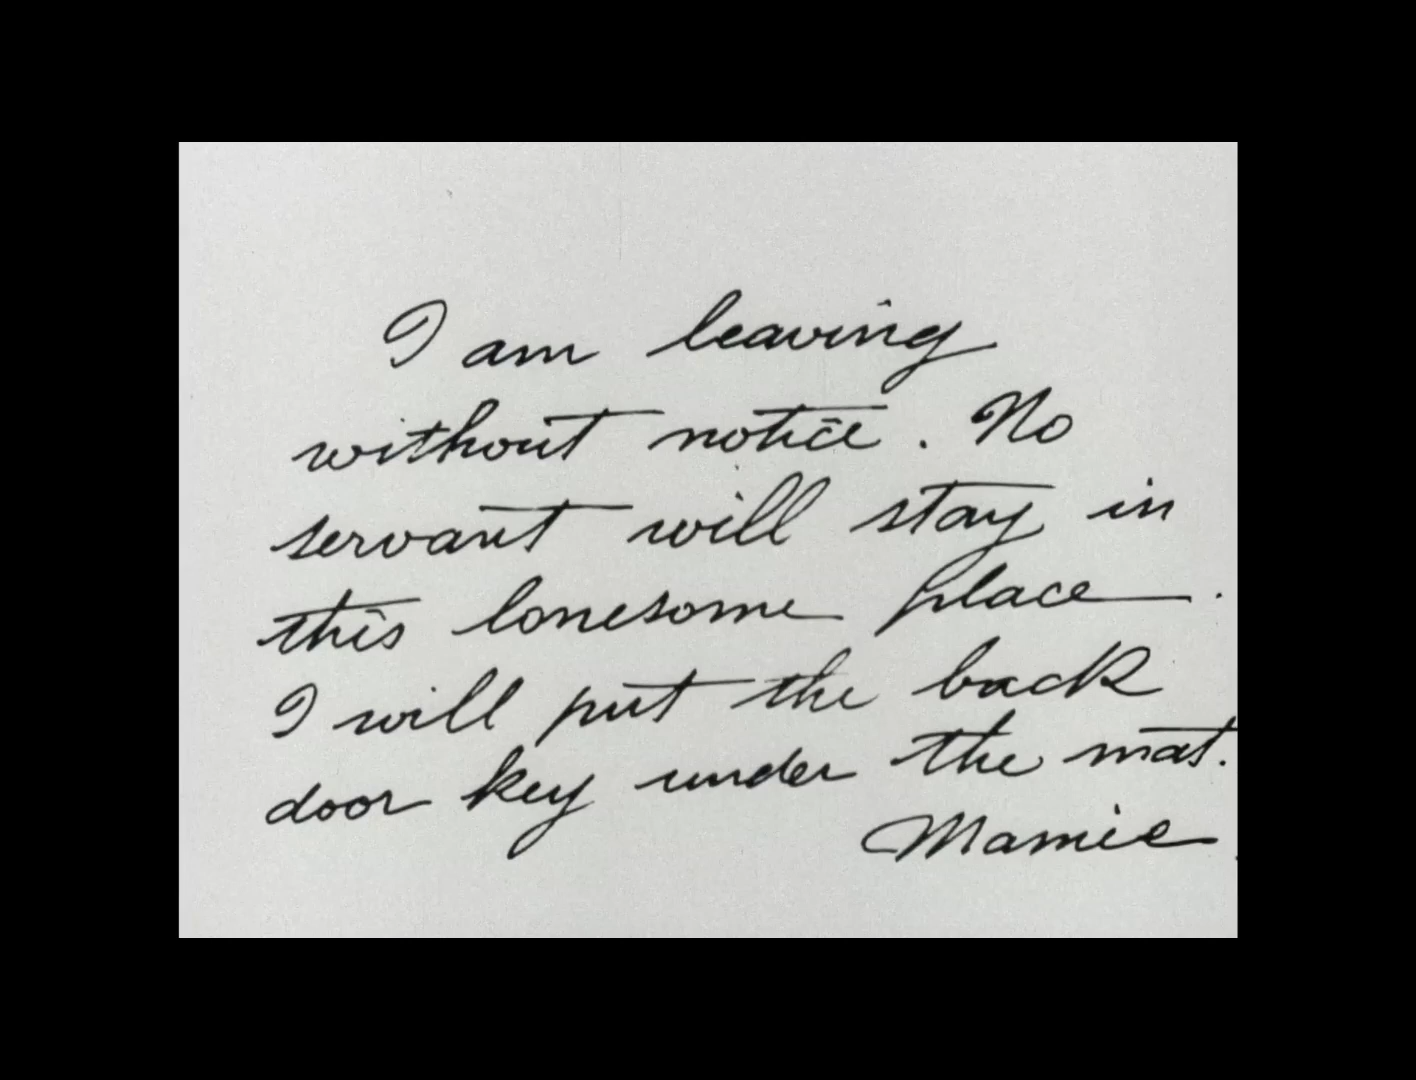 I am leaving
without notice. No
servant will stay in
this lonesome place.
I will put the back
door key under the mat.
Mamie